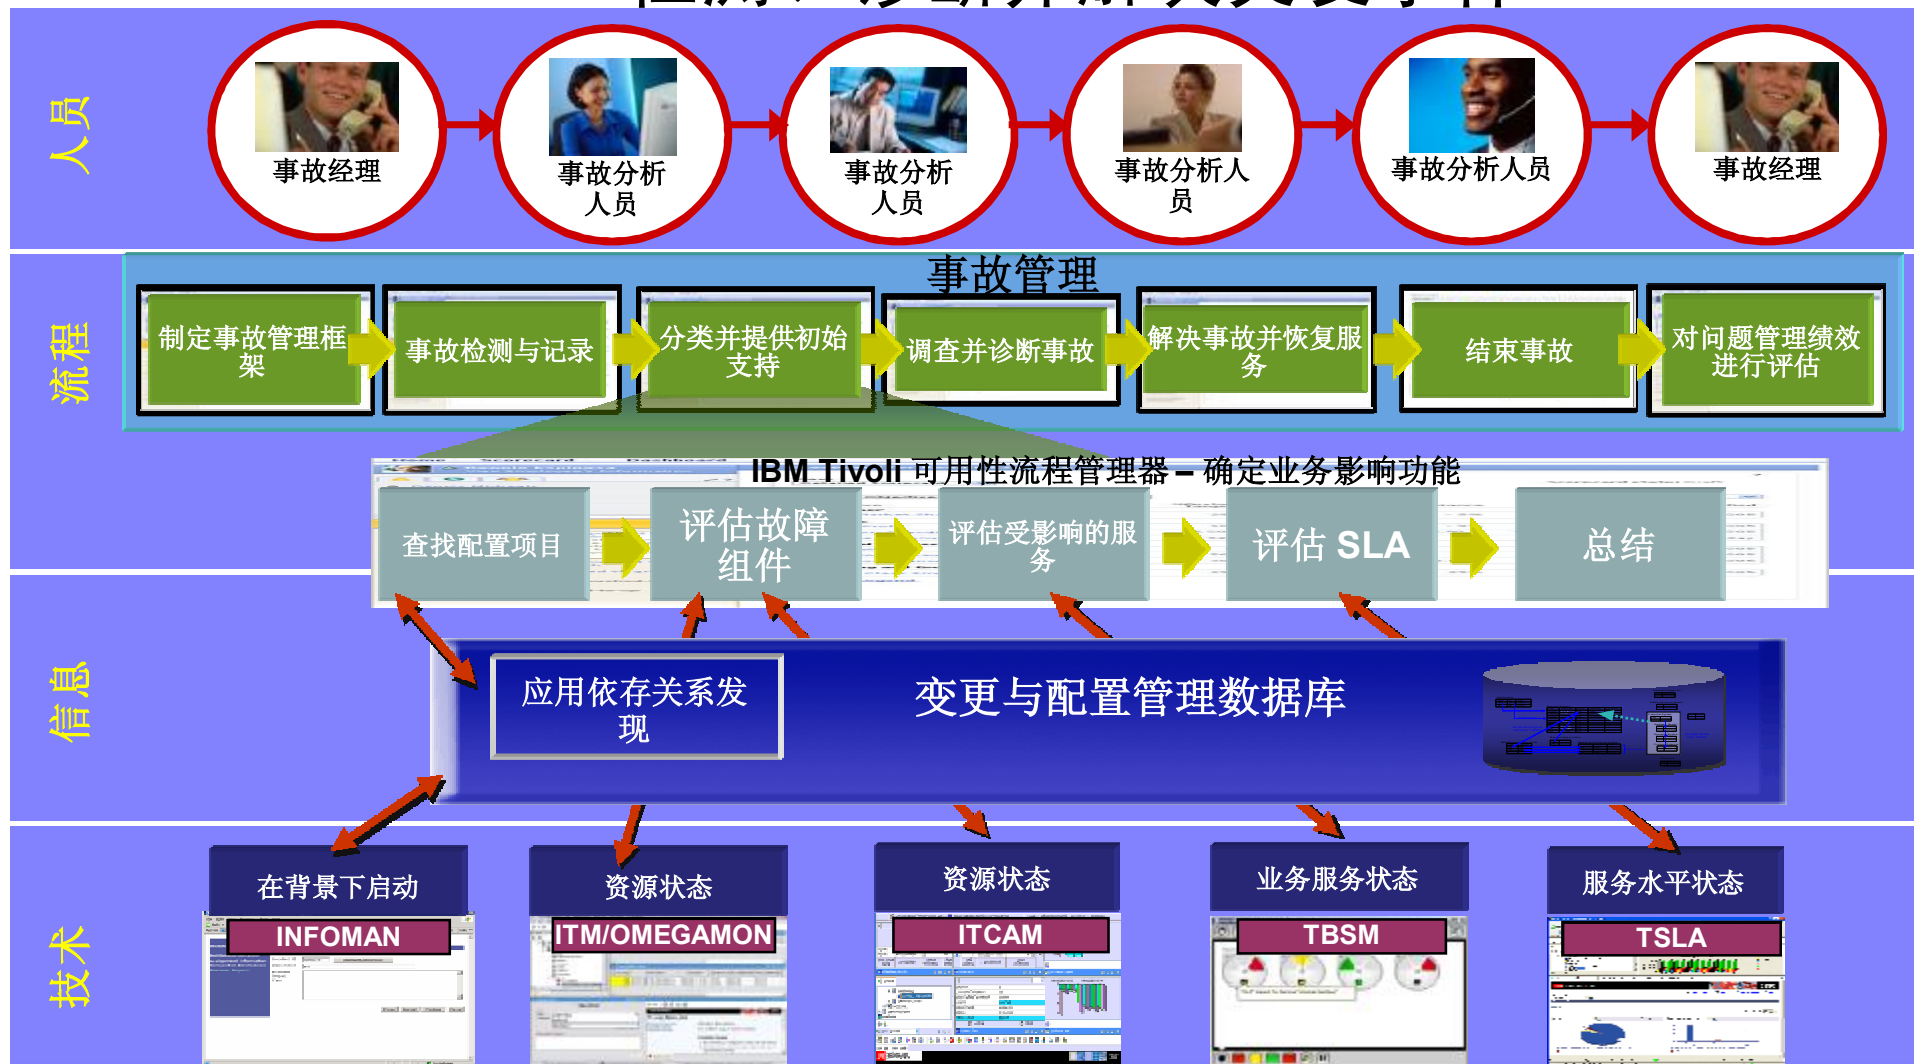 人员
事故经理
事故分析
人员
事故分析
人员
事故分析人
员
事故分析人员
事故经理
流程
事故管理
制定事故管理框
架
事故检测与记录
分类并提供初始
支持
调查并诊断事故
解决事故并恢复服
务
结束事故
对问题管理绩效
进行评估
IBM Tivoli 可用性流程管理器 – 确定业务影响功能
查找配置项目
评估故障
组件
评估受影响的服
务
评估 SLA
总结
信息
应用依存关系发
现
变更与配置管理数据库
技术
在背景下启动
INFOMAN
资源状态
ITM/OMEGAMON
资源状态
ITCAM
业务服务状态
TBSM
服务水平状态
TSLA